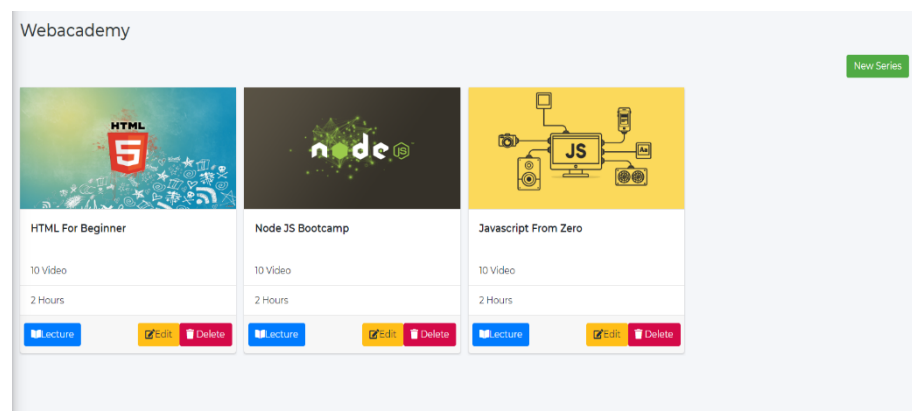 Webacademy
New Series
HTML
5
node JS
JS
Aa
HTML For Beginner
Node JS Bootcamp
Javascript From Zero
10 Video
10 Video
10 Video
2 Hours
2 Hours
2 Hours
Lecture
Edit
Delete
Lecture
Edit
Delete
Lecture
Edit
Delete